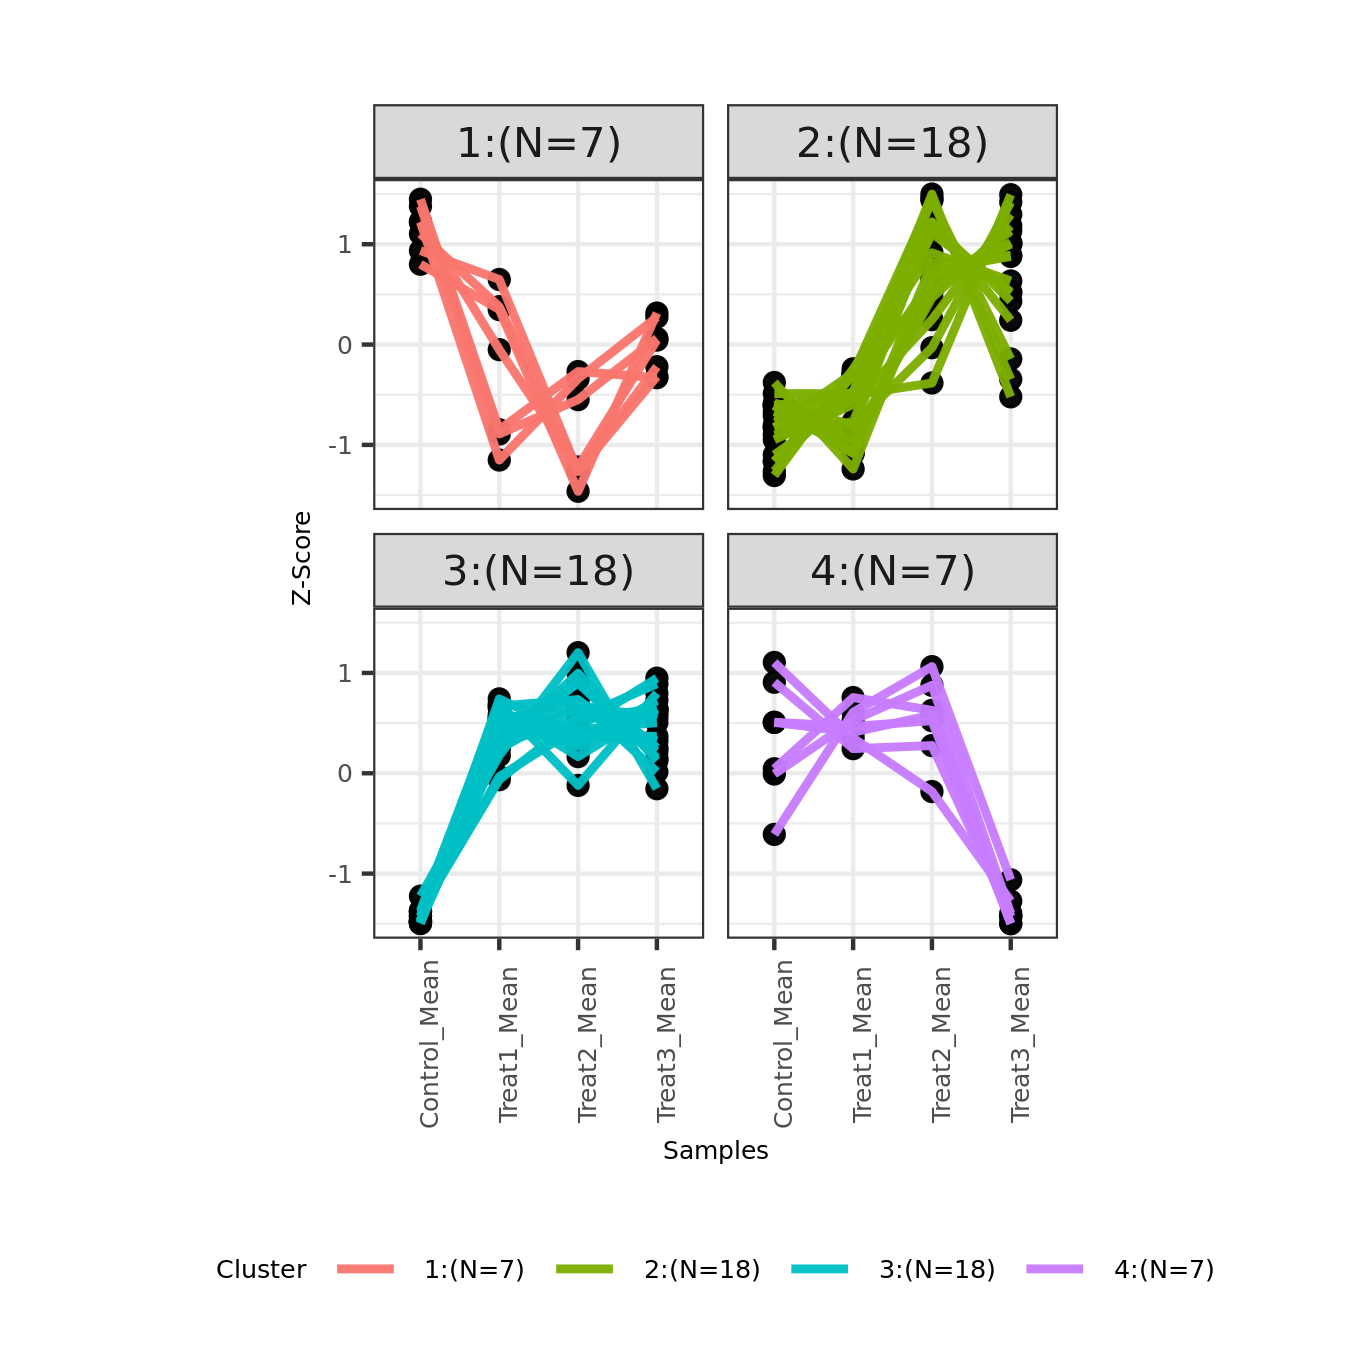 1:(N=7)
2:(N=18)
1
0
-1
Z-Score
3:(N=18)
4:(N=7)
1
0
-1
Control_Mean
Treat1_Mean
Treat2_Mean
Treat3_Mean
Control_Mean
Treat1_Mean
Treat2_Mean
Treat3_Mean
Samples
Cluster 1:(N=7) 2:(N=18) 3:(N=18) 4:(N=7)